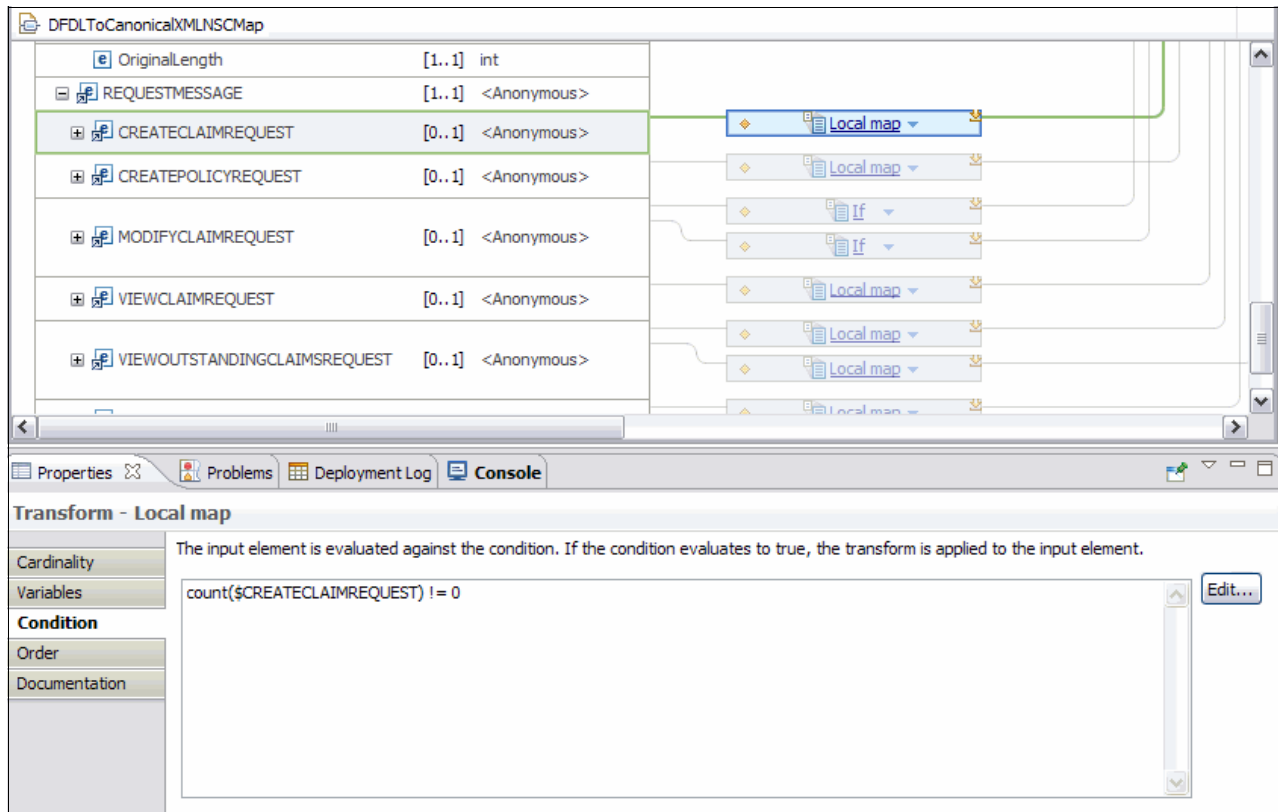 DFDLToCanonicalXMLNSCMap
e OriginalLength [1..1] int
e REQUESTMESSAGE [1..1] <Anonymous>
e CREATECLAIMREQUEST [0..1] <Anonymous> Local map
e CREATEPOLICYREQUEST [0..1] <Anonymous> Local map
If
e MODIFYCLAIMREQUEST [0..1] <Anonymous> If
e VIEWCLAIMREQUEST [0..1] <Anonymous> Local map
Local map
e VIEWOUTSTANDINGCLAIMSREQUEST [0..1] <Anonymous> Local map
Local map
Properties Problems Deployment Log Console
Transform - Local map
Cardinality
Variables
Condition
Order
Documentation
The input element is evaluated against the condition. If the condition evaluates to true, the transform is applied to the input element.
count($CREATECLAIMREQUEST) != 0
Edit...